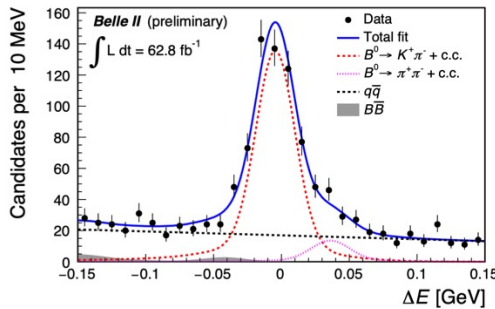 Belle II (preliminary)
∫ L dt = 62.8 fb⁻¹
Data
Total fit
B⁰→ K⁺π⁻ + c.c.
B⁰→ π⁺π⁻ + c.c.
qq̅
BB̅
Candidates per 10 MeV
160
140
120
100
80
60
40
20
0
-0.15 -0.1 -0.05 0 0.05 0.1 0.15
ΔE [GeV]